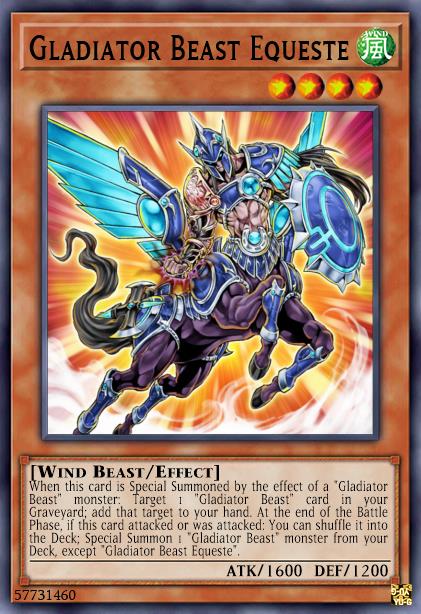 GLADIATOR BEAST EQUESTE
WIND
風
[WIND BEAST/EFFECT]
When this card is Special Summoned by the effect of a "Gladiator
Beast" monster: Target 1 "Gladiator Beast" card in your
Graveyard; add that target to your hand. At the end of the Battle
Phase, if this card attacked or was attacked: You can shuffle it into
the Deck; Special Summon 1 "Gladiator Beast" monster from your
Deck, except "Gladiator Beast Equeste".
ATK/1600 DEF/1200
57731460